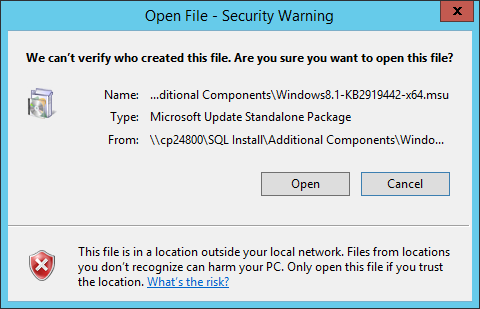 Open File - Security Warning
We can't verify who created this file. Are you sure you want to open this file?
Name: ...ditional Components\Windows8.1-KB2919442-x64.msu
Type: Microsoft Update Standalone Package
From: \\cp24800\SQL Install\Additional Components\Windo...
Open Cancel
This file is in a location outside your local network. Files from locations
you don't recognize can harm your PC. Only open this file if you trust
the location. What's the risk?